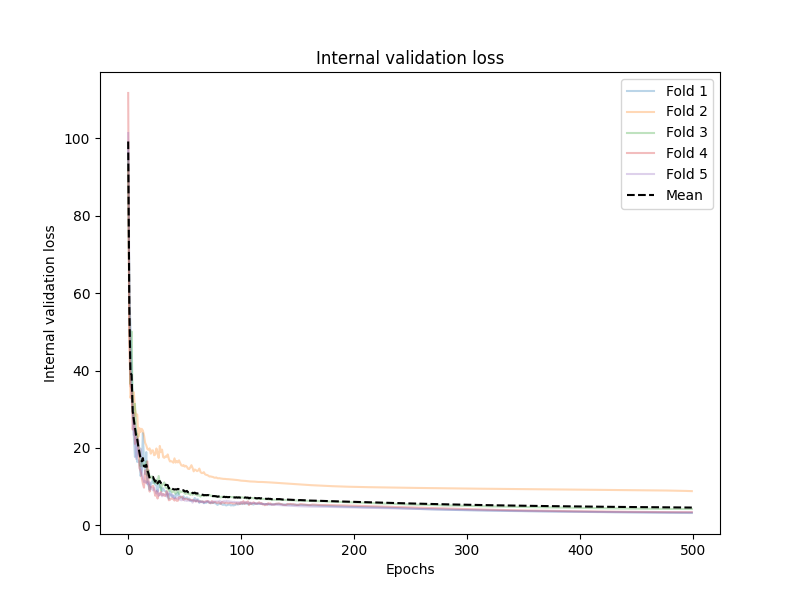 Internal validation loss
Fold 1
Fold 2
Fold 3
Fold 4
Fold 5
Mean
100
80
60
40
20
0
Internal validation loss
0 100 200 300 400 500
Epochs